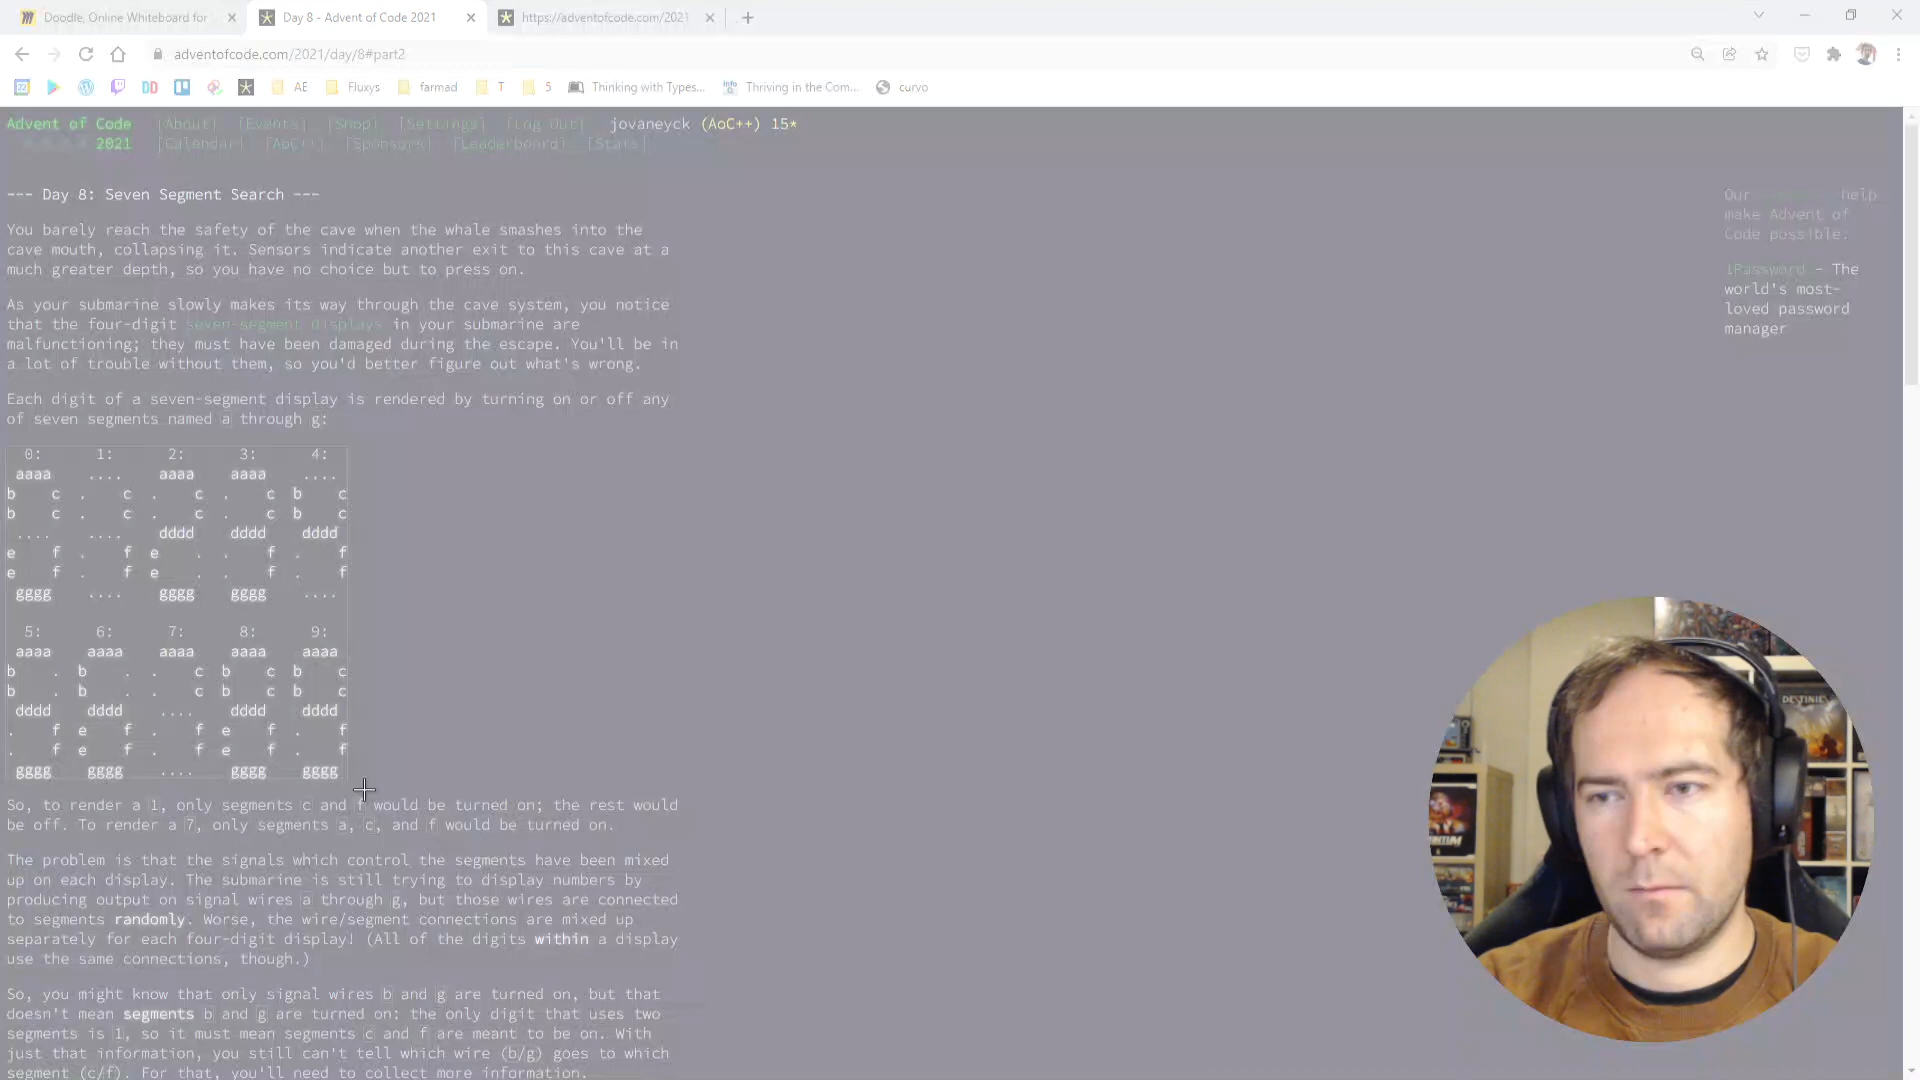 Doodle, Online Whiteboard for
Day 8 - Advent of Code 2021
https://adventofcode.com/2021
adventofcode.com/2021/day/8#part2
AE
Fluxys
farmad
T
5
Thinking with Types...
Thriving in the Com...
curvo
Advent of Code [About] [Events] [Shop] [Settings] [Log Out] jovaneyck (AoC++) 15*
2021 [Calendar] [AoC++] [Sponsors] [Leaderboard] [Stats]
--- Day 8: Seven Segment Search ---
You barely reach the safety of the cave when the whale smashes into the
cave mouth, collapsing it. Sensors indicate another exit to this cave at a
much greater depth, so you have no choice but to press on.
As your submarine slowly makes its way through the cave system, you notice
that the four-digit seven-segment displays in your submarine are
malfunctioning; they must have been damaged during the escape. You'll be in
a lot of trouble without them, so you'd better figure out what's wrong.
Each digit of a seven-segment display is rendered by turning on or off any
of seven segments named a through g:
0: 1: 2: 3: 4:
aaaa .... aaaa aaaa ....
b c . c . c . c b c
b c . c . c . c b c
.... .... dddd dddd dddd
e f . f e . . f . f
e f . f e . . f . f
gggg .... gggg gggg ....
5: 6: 7: 8: 9:
aaaa aaaa aaaa aaaa aaaa
b . b . . c b c b c
b . b . . c b c b c
dddd dddd .... dddd dddd
. f e f . f e f . f
. f e f . f e f . f
gggg gggg .... gggg gggg
So, to render a 1, only segments c and f would be turned on; the rest would
be off. To render a 7, only segments a, c, and f would be turned on.
The problem is that the signals which control the segments have been mixed
up on each display. The submarine is still trying to display numbers by
producing output on signal wires a through g, but those wires are connected
to segments randomly. Worse, the wire/segment connections are mixed up
separately for each four-digit display! (All of the digits within a display
use the same connections, though.)
So, you might know that only signal wires b and g are turned on, but that
doesn't mean segments b and g are turned on: the only digit that uses two
segments is 1, so it must mean segments c and f are meant to be on. With
just that information, you still can't tell which wire (b/g) goes to which
segment (c/f). For that, you'll need to collect more information.
Our help
make Advent of
Code possible.
1Password - The
world's most-
loved password
manager
DESTINIES